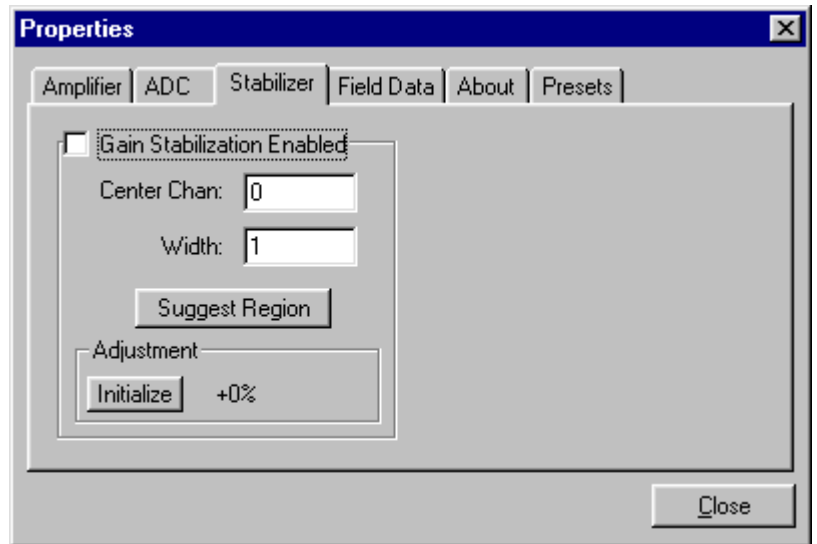 Properties
Amplifier ADC Stabilizer Field Data About Presets
Gain Stabilization Enabled
Center Chan: 0
Width: 1
Suggest Region
Adjustment
Initialize +0%
Close